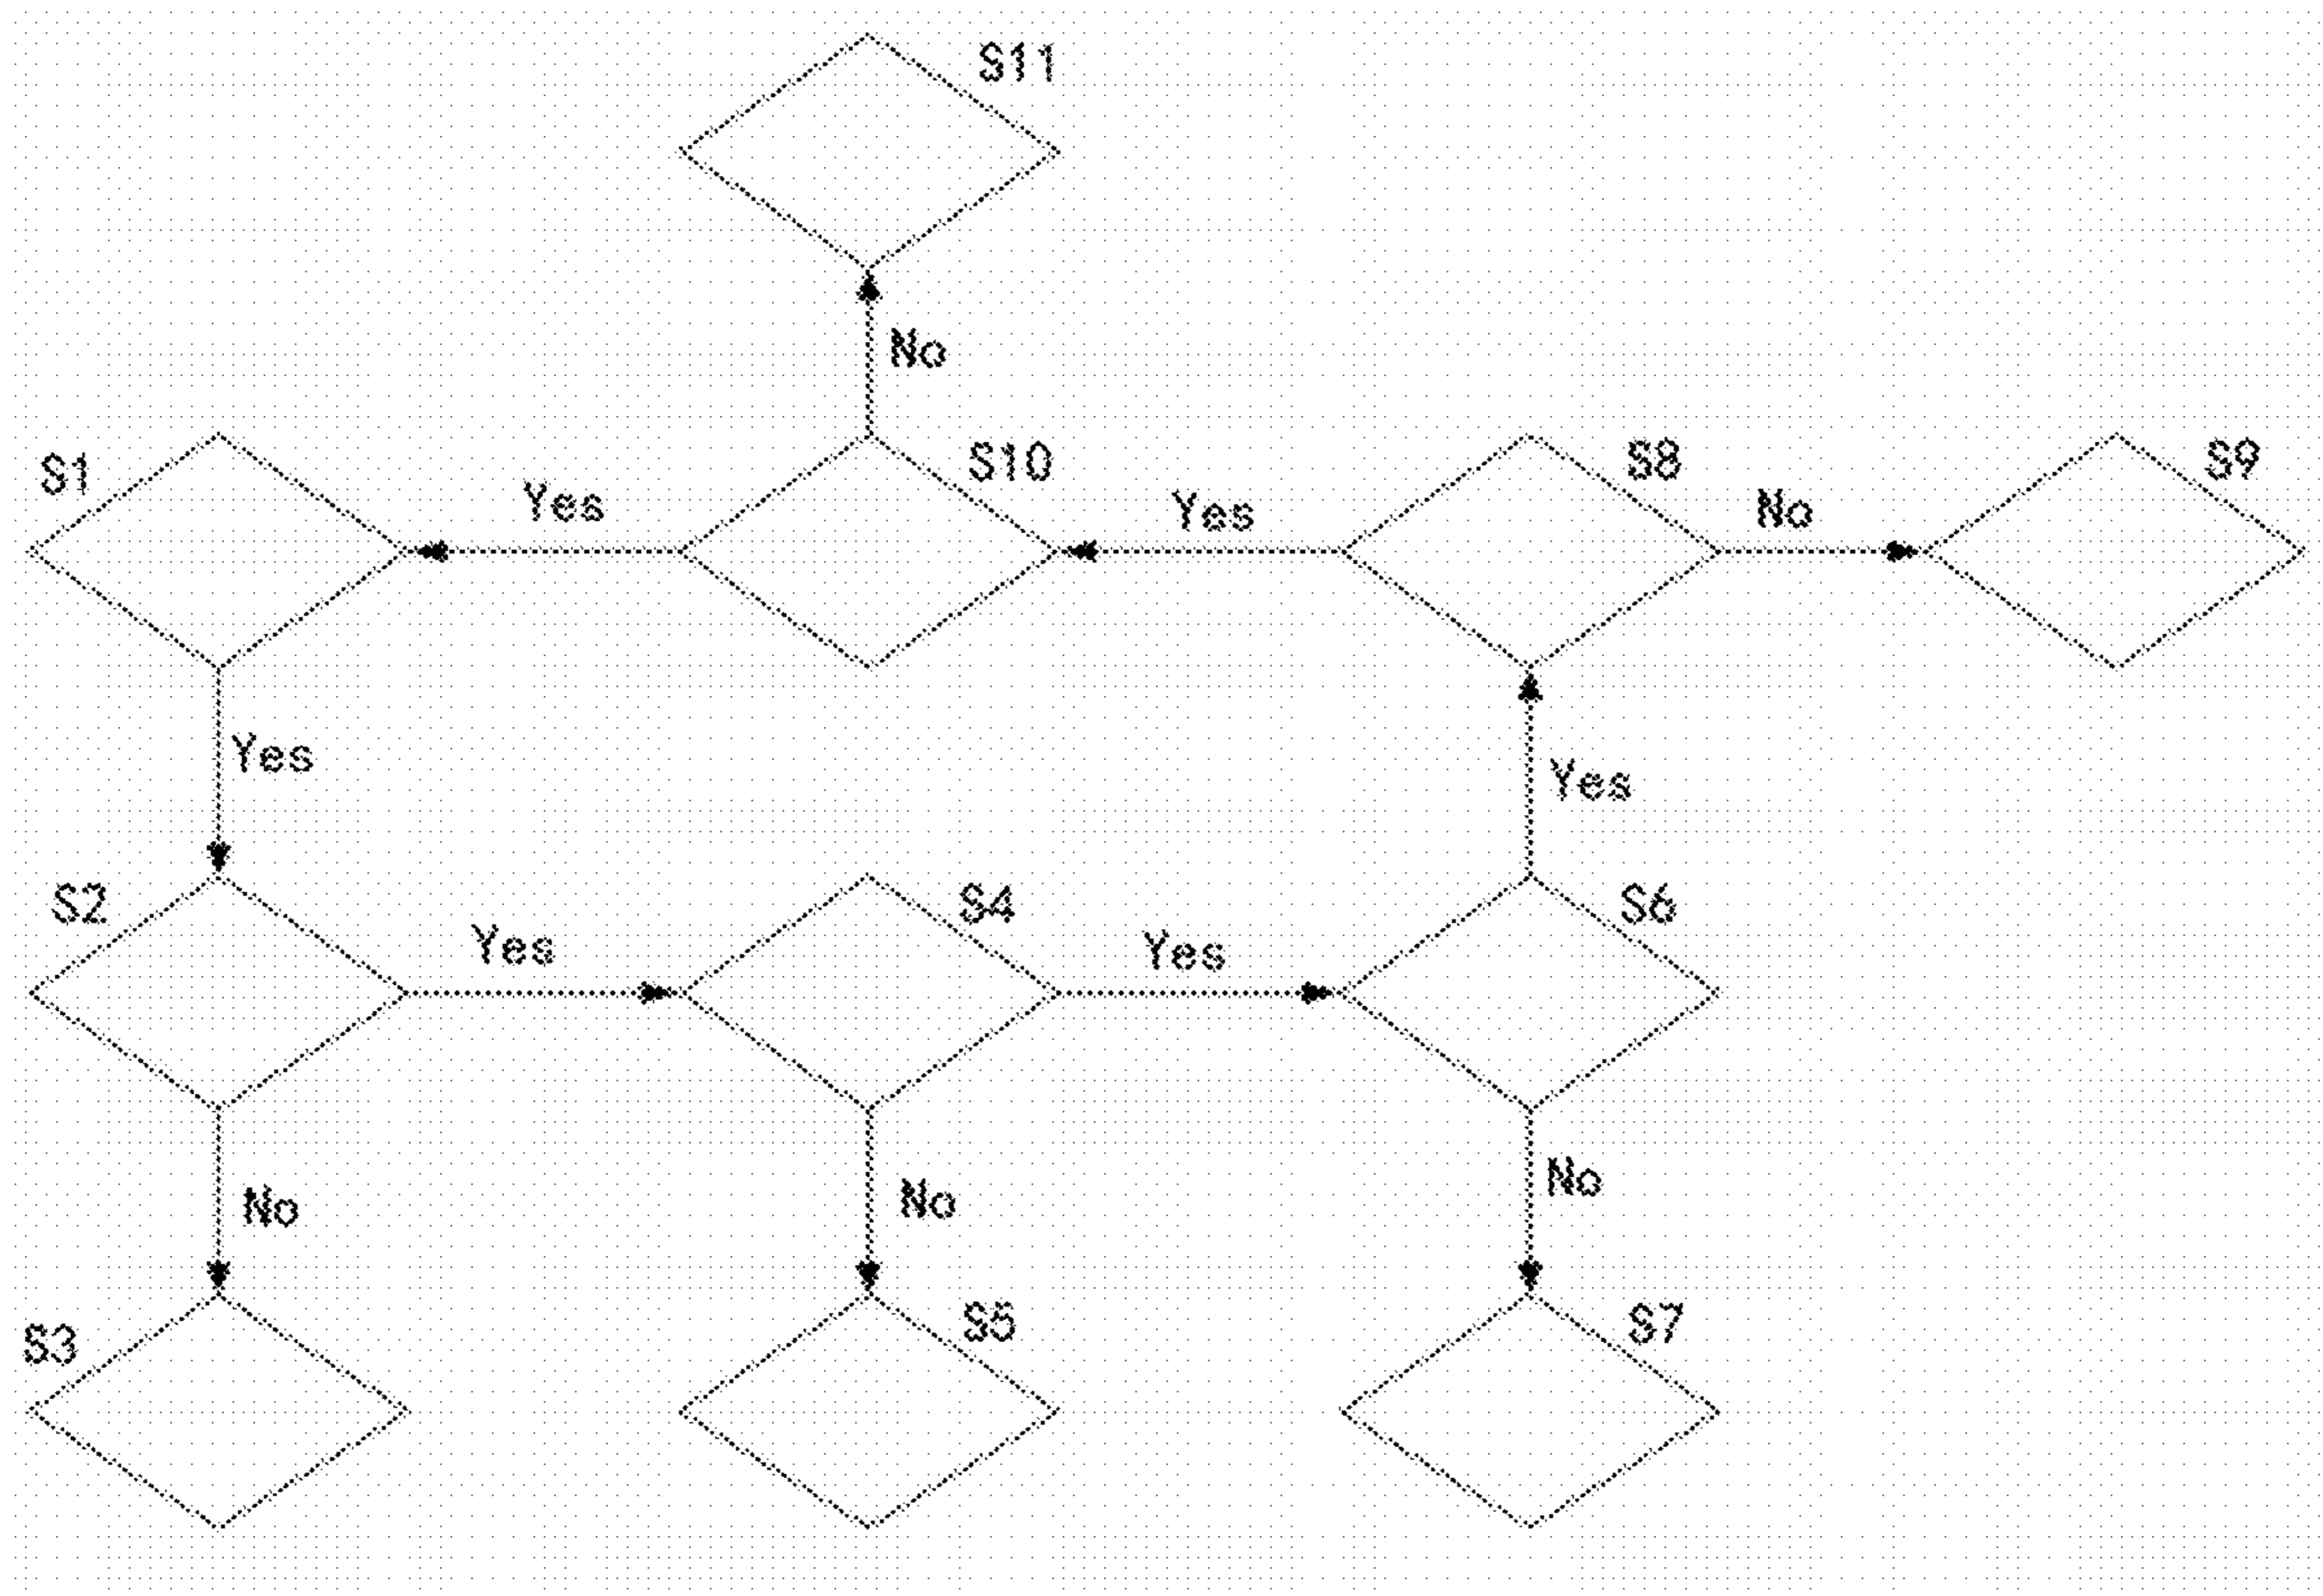 S11
No
S1
Yes
S10
Yes
S8
No
S9
Yes
Yes
S2
Yes
S4
Yes
S6
No
No
No
S3
S5
S7